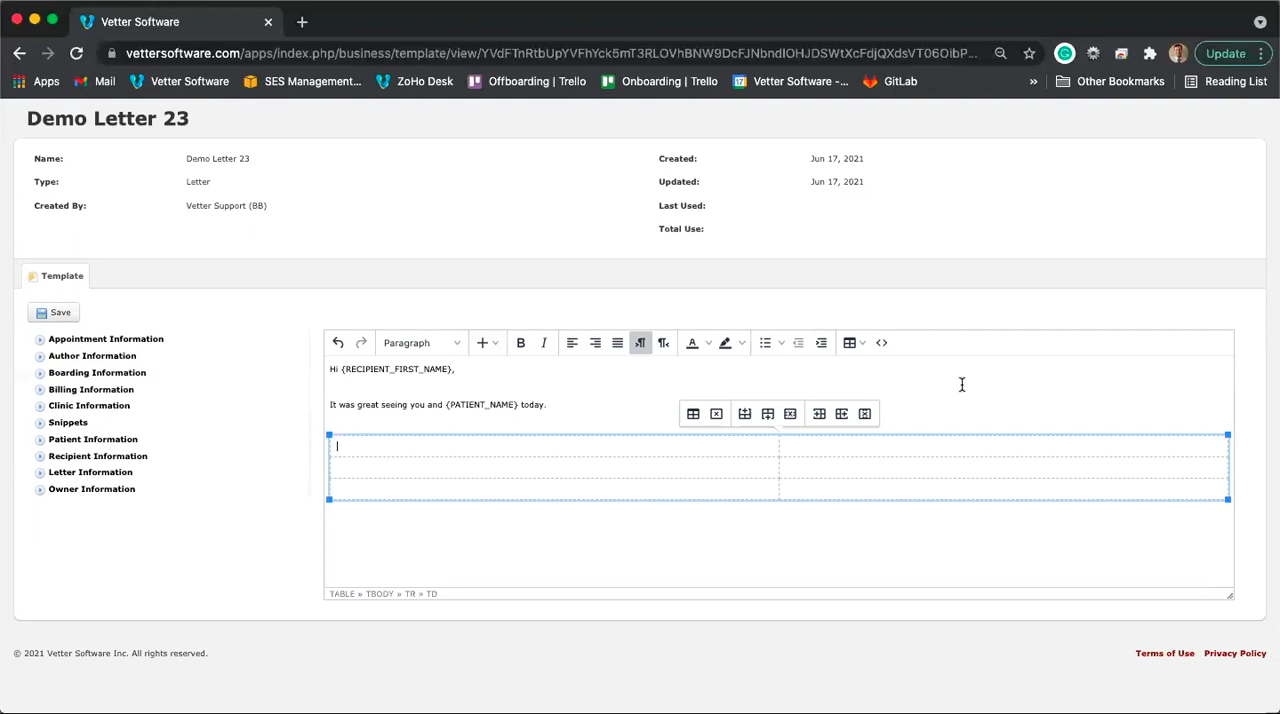 Vetter Software
vettersoftware.com/apps/index.php/business/template/view/YVdFTnRtbUpYVFhYck5mT3RLOVhBNW9DcFJNbndIOHJDSWtXcFdjQXdsVT06OilbP...
Update
Apps Mail Vetter Software SES Management... ZoHo Desk Offboarding | Trello Onboarding | Trello Vetter Software -... GitLab » Other Bookmarks Reading List
Demo Letter 23
Name: Demo Letter 23 Created: Jun 17, 2021
Type: Letter Updated: Jun 17, 2021
Created By: Vetter Support (BB) Last Used:
Total Use:
Template
Save
Appointment Information
Author Information
Boarding Information
Billing Information
Clinic Information
Snippets
Patient Information
Recipient Information
Letter Information
Owner Information
Paragraph B I A
Hi {RECIPIENT_FIRST_NAME},
It was great seeing you and {PATIENT_NAME} today.
TABLE » TBODY » TR » TD
© 2021 Vetter Software Inc. All rights reserved. Terms of Use Privacy Policy